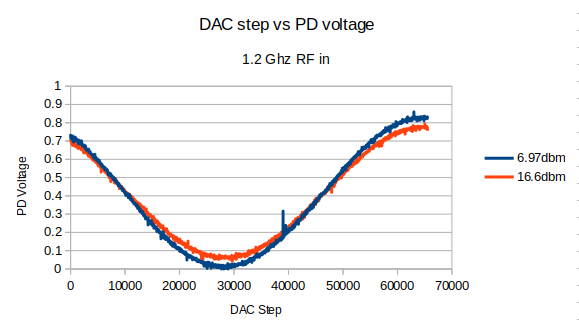 DAC step vs PD voltage
1.2 Ghz RF in
1
0.9
0.8
0.7
0.6
0.5
0.4
0.3
0.2
0.1
0
PD Voltage
0 10000 20000 30000 40000 50000 60000 70000
DAC Step
6.97dbm
16.6dbm